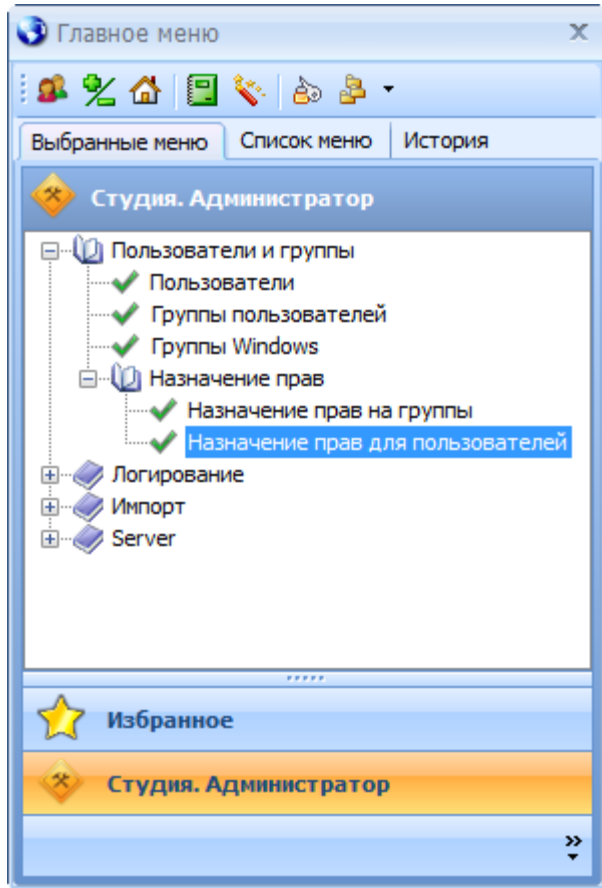 Главное меню
Выбранные меню Список меню История
Студия. Администратор
Пользователи и группы
Пользователи
Группы пользователей
Группы Windows
Назначение прав
Назначение прав на группы
Назначение прав для пользователей
Логирование
Импорт
Server
Избранное
Студия. Администратор